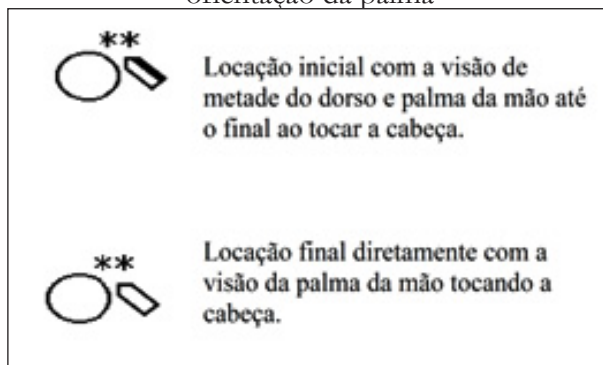 orientação da palma
**
Locação inicial com a visão de
metade do dorso e palma da mão até
o final ao tocar a cabeça.
**
Locação final diretamente com a
visão da palma da mão tocando a
cabeça.